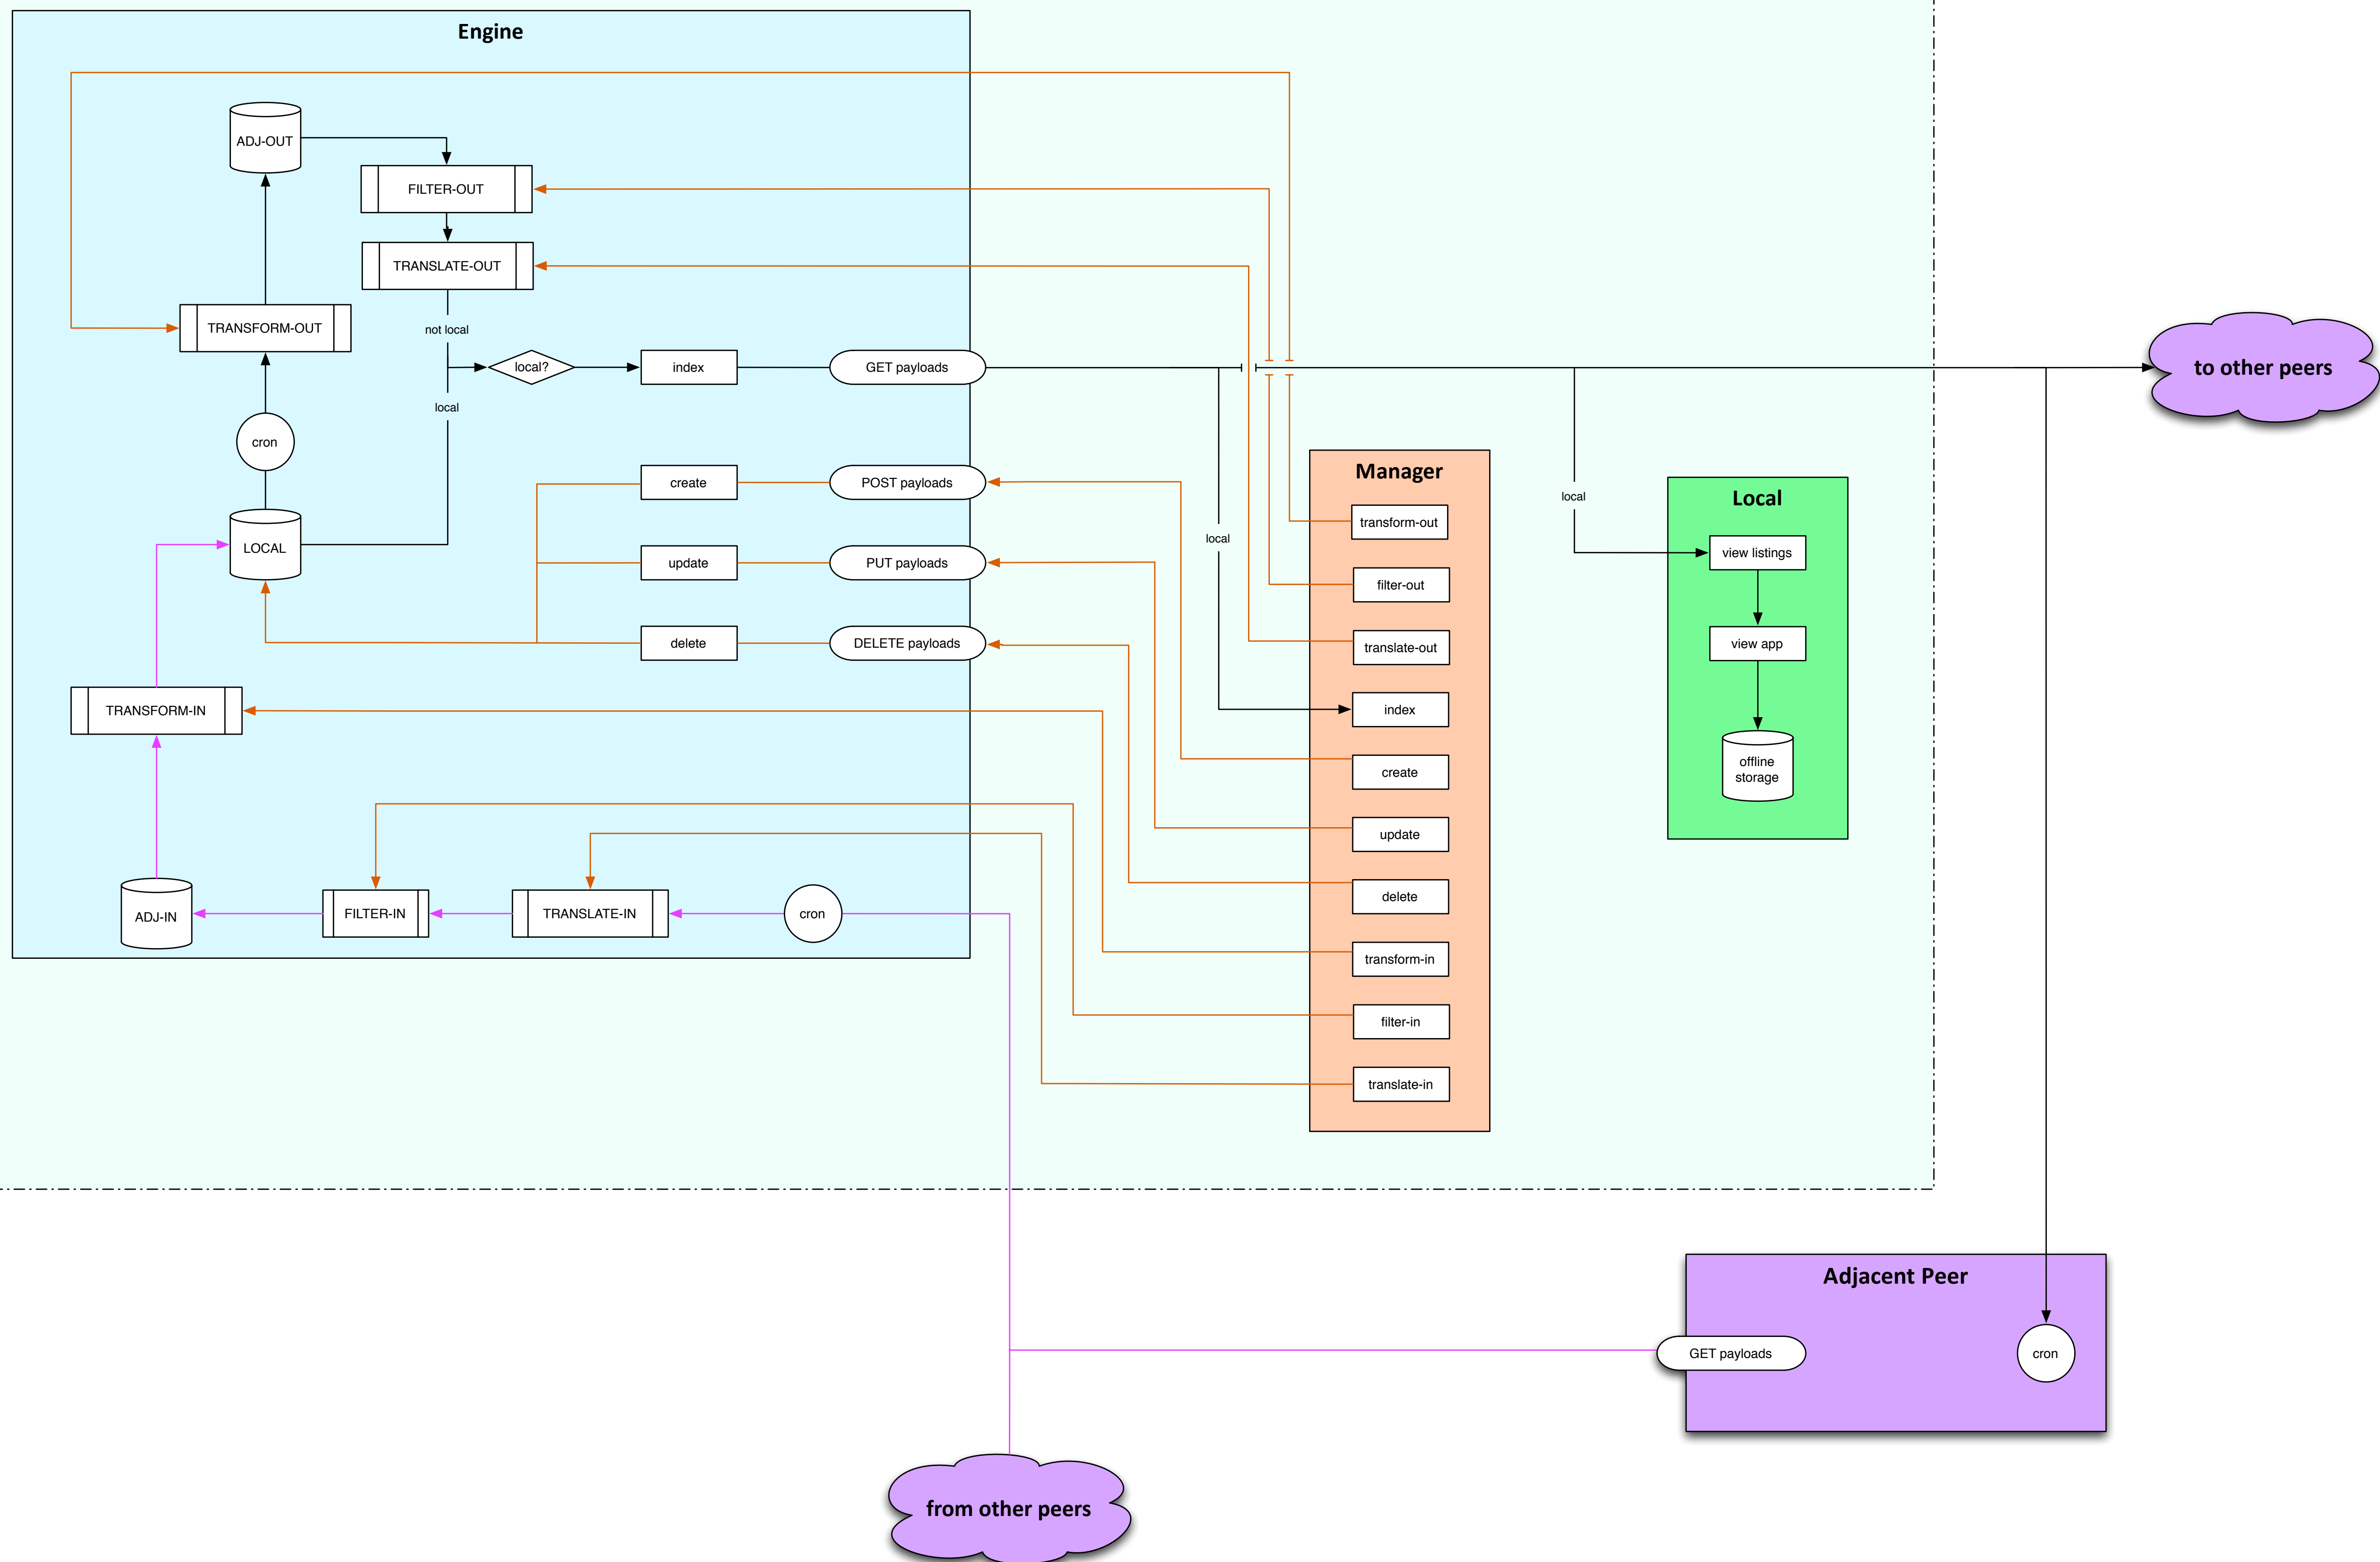 Engine
ADJ-OUT
FILTER-OUT
TRANSLATE-OUT
TRANSFORM-OUT
not local
local?
index
GET payloads
to other peers
local
cron
create
POST payloads
LOCAL
update
PUT payloads
delete
DELETE payloads
TRANSFORM-IN
ADJ-IN
FILTER-IN
TRANSLATE-IN
cron
local
Manager
transform-out
filter-out
translate-out
index
create
update
delete
transform-in
filter-in
translate-in
local
Local
view listings
view app
offline
storage
Adjacent Peer
GET payloads
cron
from other peers